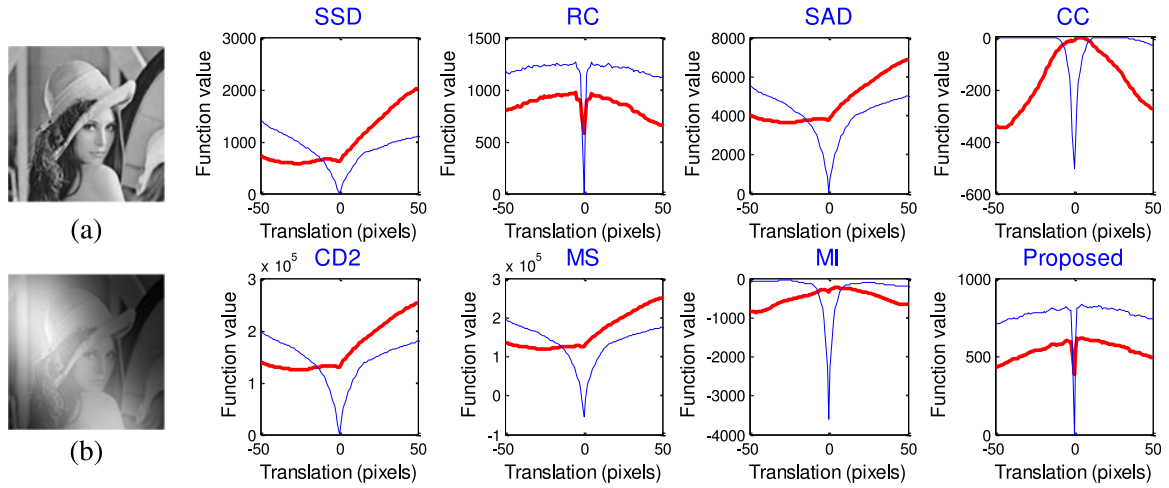 SSD
RC
SAD
CC
Function value
3000
2000
1000
0
-50
0
50
Translation (pixels)
Function value
1500
1000
500
0
-50
0
50
Translation (pixels)
Function value
8000
6000
4000
2000
0
-50
0
50
Translation (pixels)
Function value
0
-200
-400
-600
-50
0
50
Translation (pixels)
(a)
CD2
MS
MI
Proposed
Function value
x 10^5
3
2
1
0
-50
0
50
Translation (pixels)
Function value
x 10^5
3
2
1
0
-1
-50
0
50
Translation (pixels)
Function value
0
-1000
-2000
-3000
-4000
-50
0
50
Translation (pixels)
Function value
1000
500
0
-50
0
50
Translation (pixels)
(b)